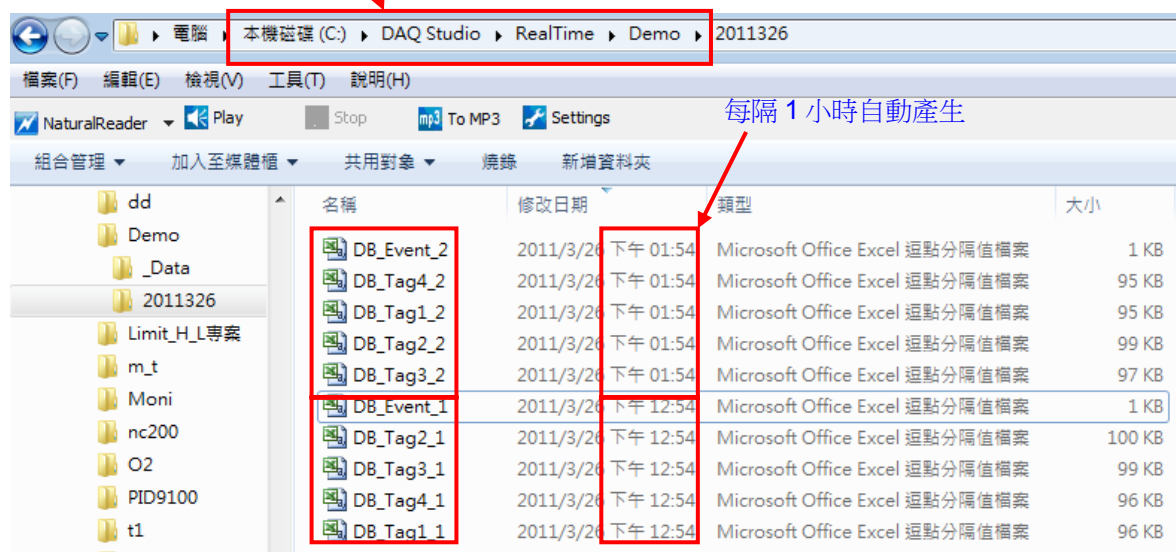 電腦 本機磁碟 (C:) DAQ Studio RealTime Demo 2011326
檔案(F) 編輯(E) 檢視(V) 工具(T) 說明(H)
NaturalReader Play Stop mp3 To MP3 Settings
每隔 1 小時自動產生
組合管理 加入至媒體櫃 共用對象 燒錄 新增資料夾
dd
Demo
_Data
2011326
Limit_H_L專案
m_t
Moni
nc200
O2
PID9100
t1
名稱 修改日期 類型 大小
DB_Event_2 2011/3/26 下午 01:54 Microsoft Office Excel 逗點分隔值檔案 1 KB
DB_Tag4_2 2011/3/26 下午 01:54 Microsoft Office Excel 逗點分隔值檔案 95 KB
DB_Tag1_2 2011/3/26 下午 01:54 Microsoft Office Excel 逗點分隔值檔案 95 KB
DB_Tag2_2 2011/3/26 下午 01:54 Microsoft Office Excel 逗點分隔值檔案 99 KB
DB_Tag3_2 2011/3/26 下午 01:54 Microsoft Office Excel 逗點分隔值檔案 97 KB
DB_Event_1 2011/3/26 下午 12:54 Microsoft Office Excel 逗點分隔值檔案 1 KB
DB_Tag2_1 2011/3/26 下午 12:54 Microsoft Office Excel 逗點分隔值檔案 100 KB
DB_Tag3_1 2011/3/26 下午 12:54 Microsoft Office Excel 逗點分隔值檔案 99 KB
DB_Tag4_1 2011/3/26 下午 12:54 Microsoft Office Excel 逗點分隔值檔案 96 KB
DB_Tag1_1 2011/3/26 下午 12:54 Microsoft Office Excel 逗點分隔值檔案 96 KB